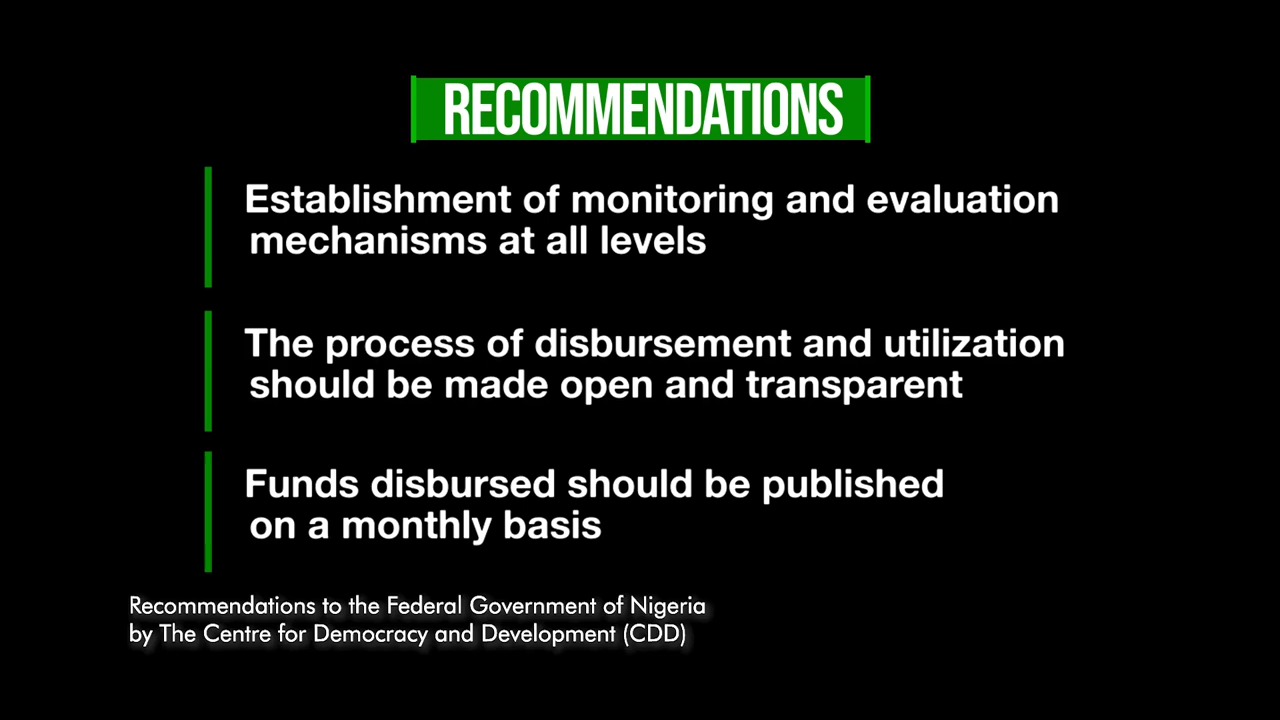 RECOMMENDATIONS
Establishment of monitoring and evaluation
mechanisms at all levels
The process of disbursement and utilization
should be made open and transparent
Funds disbursed should be published
on a monthly basis
Recommendations to the Federal Government of Nigeria
by The Centre for Democracy and Development (CDD)